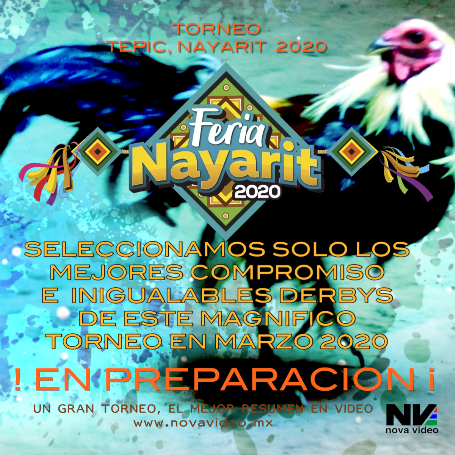 TORNEO
TEPIC, NAYARIT 2020
Feria
Nayarit
2020
SELECCIONAMOS SOLO LOS
MEJORES COMPROMISO
E INIGUALABLES DERBYS
DE ESTE MAGNIFICO
TORNEO EN MARZO 2020
! EN PREPARACION ¡
UN GRAN TORNEO, EL MEJOR RESUMEN EN VIDEO
www.novavideo.mx
NV
nova video